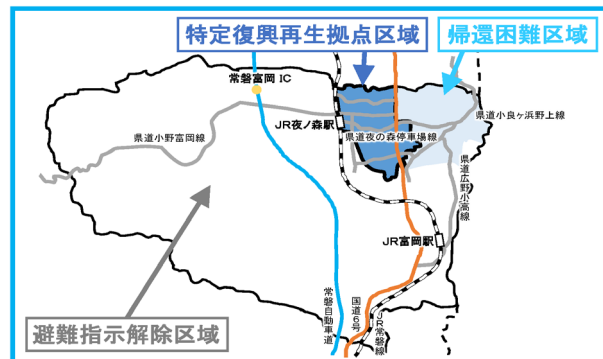 特定復興再生拠点区域
帰還困難区域
常磐富岡 IC
JR夜ノ森駅
県道小良ヶ浜野上線
県道小野富岡線
県道夜の森停車場線
県道広野小高線
JR富岡駅
避難指示解除区域
常磐自動車道
国道6号
JR常磐線